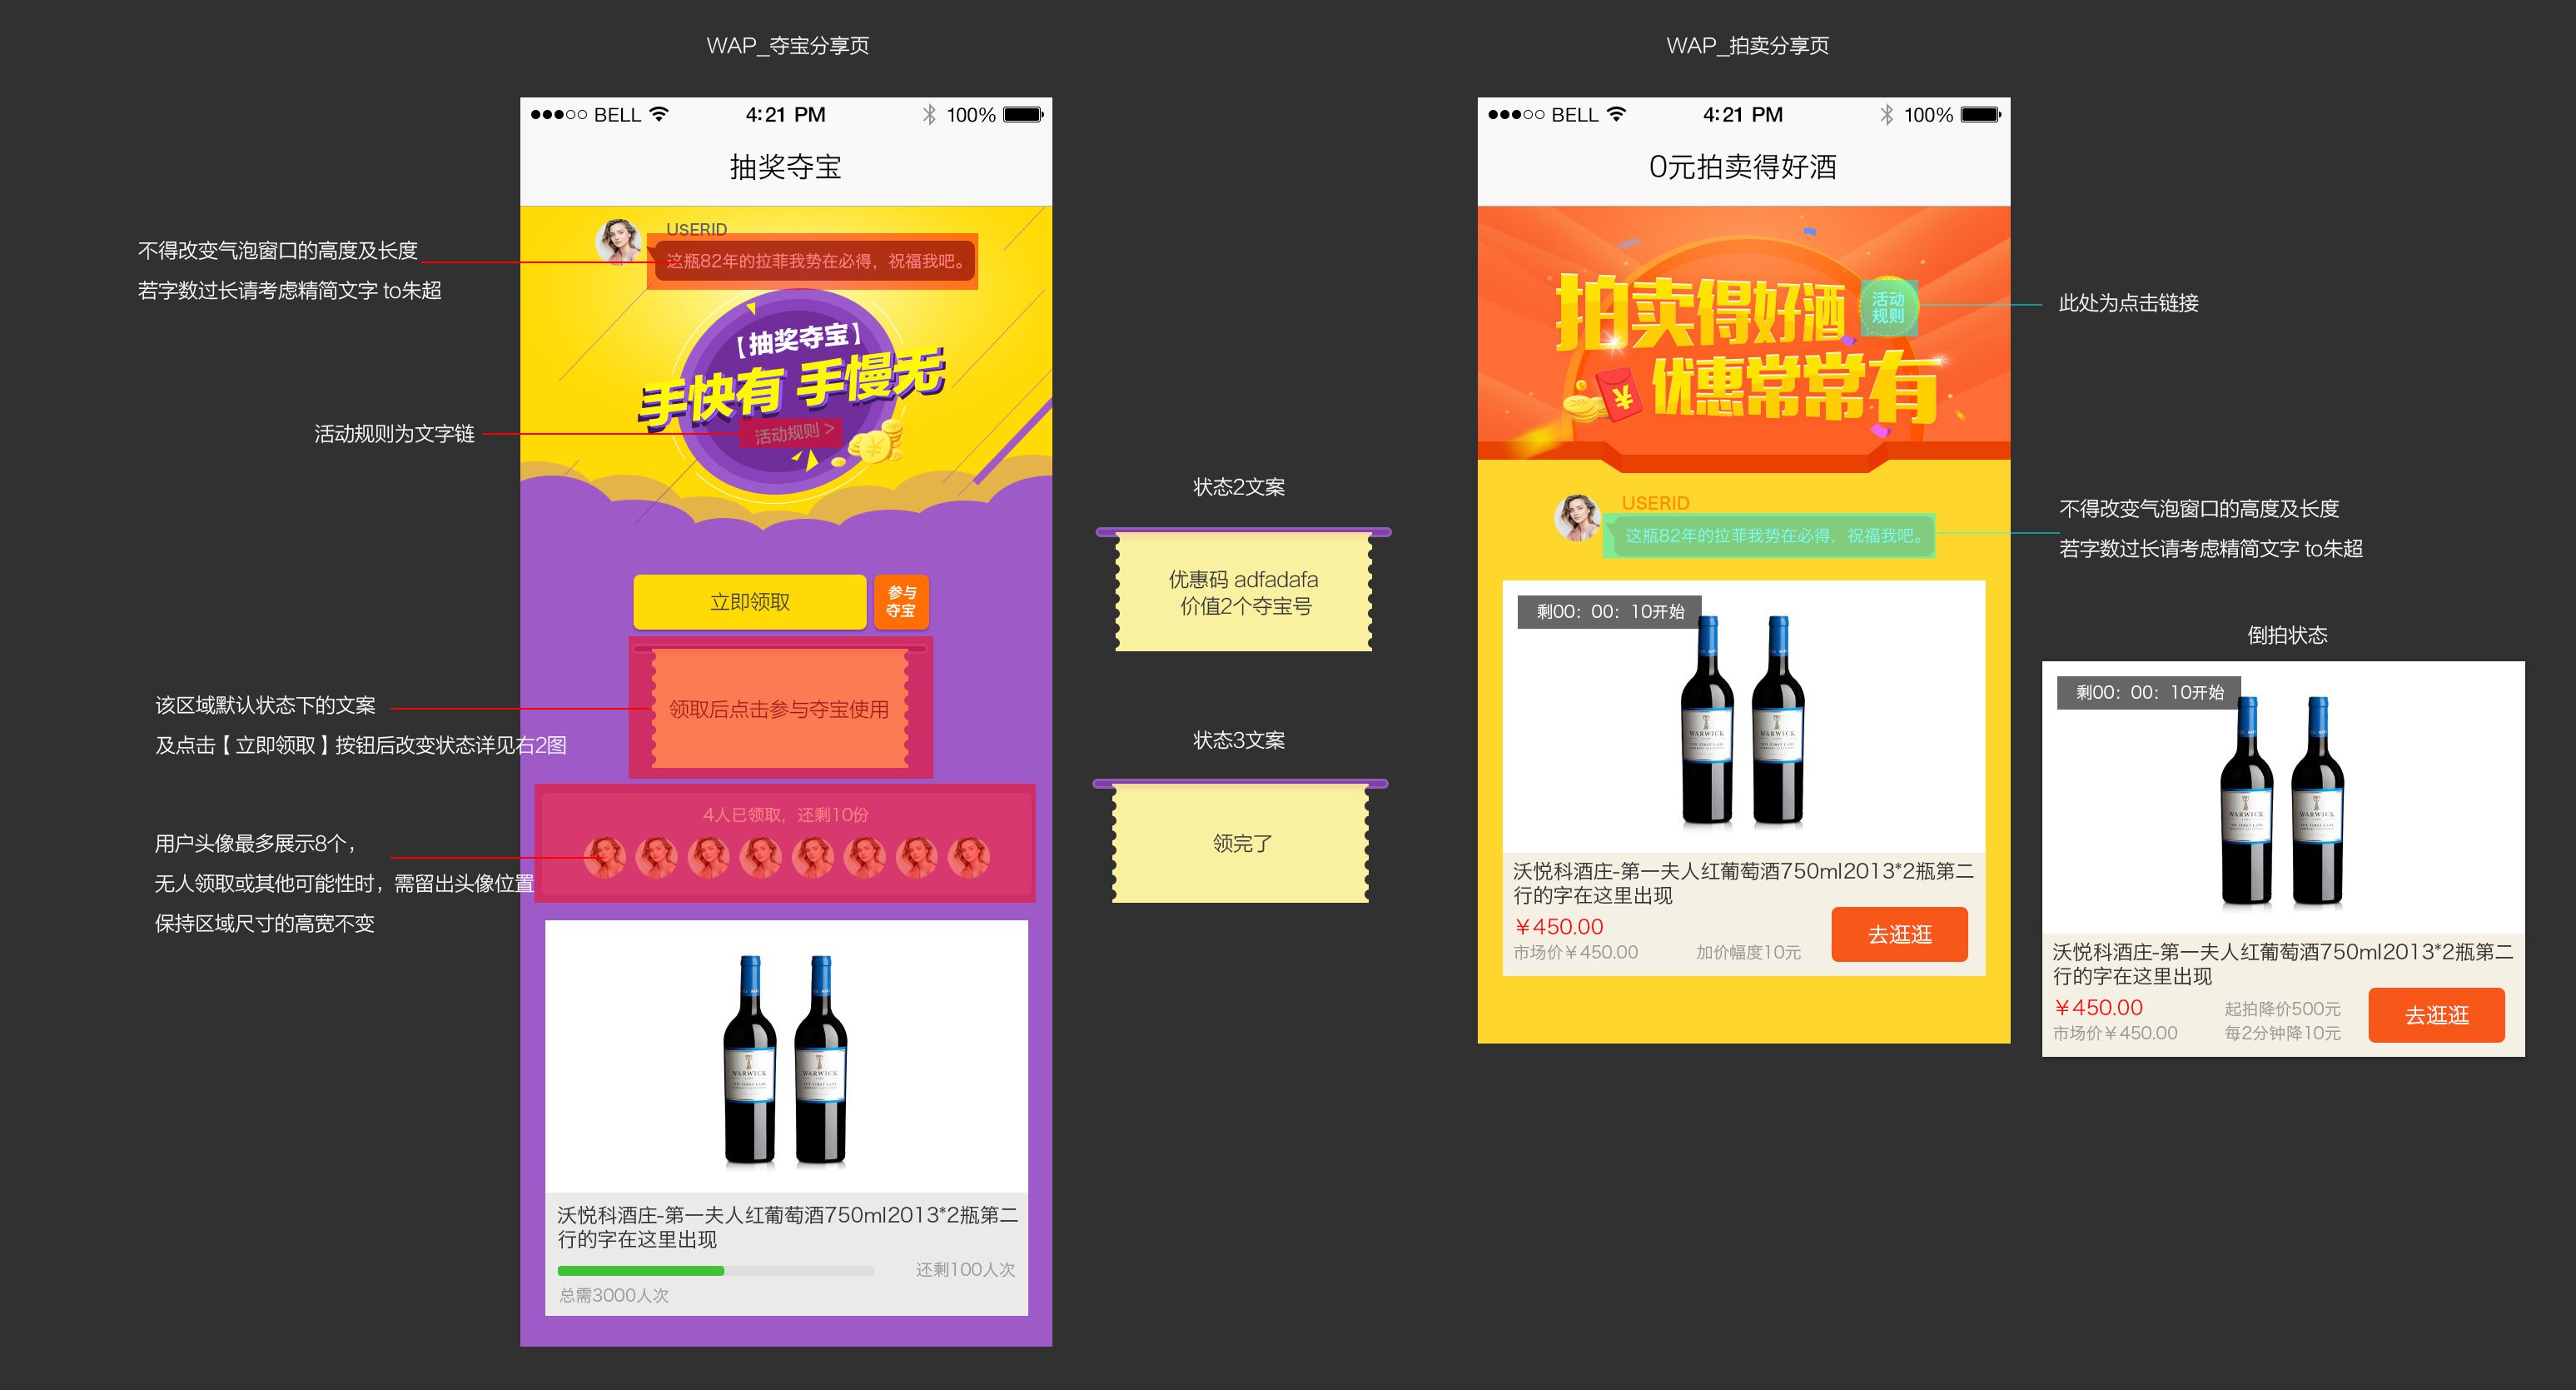 WAP_夺宝分享页
BELL 4:21 PM 100%
抽奖夺宝
USERID
这瓶82年的拉菲我势在必得，祝福我吧。
不得改变气泡窗口的高度及长度
若字数过长请考虑精简文字 to朱超
【抽奖夺宝】
手快有 手慢无
活动规则 >
活动规则为文字链
立即领取
参与
夺宝
领取后点击参与夺宝使用
该区域默认状态下的文案
及点击【立即领取】按钮后改变状态详见右2图
4人已领取，还剩10份
用户头像最多展示8个，
无人领取或其他可能性时，需留出头像位置
保持区域尺寸的高宽不变
WARWICK
THE FIRST LADY
WARWICK
THE FIRST LADY
沃悦科酒庄-第一夫人红葡萄酒750ml2013*2瓶第二
行的字在这里出现
还剩100人次
总需3000人次
状态2文案
优惠码 adfadafa
价值2个夺宝号
状态3文案
领完了
WAP_拍卖分享页
BELL 4:21 PM 100%
0元拍卖得好酒
拍卖得好酒
活动
规则
优惠常常有
此处为点击链接
USERID
这瓶82年的拉菲我势在必得，祝福我吧。
不得改变气泡窗口的高度及长度
若字数过长请考虑精简文字 to朱超
剩00：00：10开始
WARWICK
THE FIRST LADY
WARWICK
THE FIRST LADY
沃悦科酒庄-第一夫人红葡萄酒750ml2013*2瓶第二
行的字在这里出现
￥450.00
市场价￥450.00
加价幅度10元
去逛逛
倒拍状态
剩00：00：10开始
WARWICK
THE FIRST LADY
WARWICK
THE FIRST LADY
沃悦科酒庄-第一夫人红葡萄酒750ml2013*2瓶第二
行的字在这里出现
￥450.00
起拍降价500元
市场价￥450.00
每2分钟降10元
去逛逛